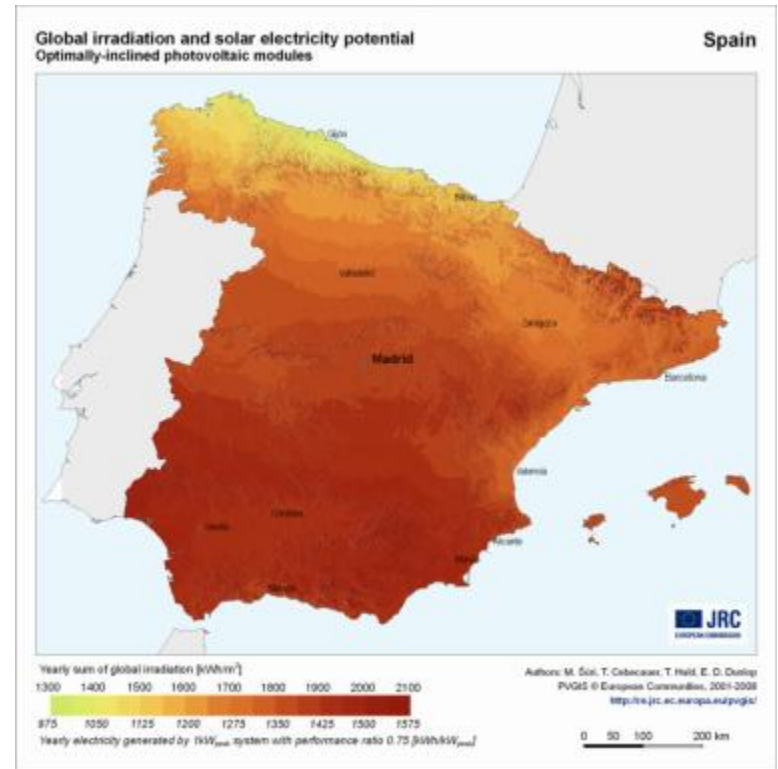 Global irradiation and solar electricity potential
Optimally-inclined photovoltaic modules
Spain
Gijon
Bilbao
Valladolid
Zaragoza
Madrid
Barcelona
Valencia
Cordoba
Sevilla
Alicante
Murcia
Malaga
JRC
EUROPEAN COMMISSION
Yearly sum of global irradiation [kWh/m²]
1300 1400 1500 1600 1700 1800 1900 2000 2100
975 1050 1125 1200 1275 1350 1425 1500 1575
Yearly electricity generated by 1kWpeak system with performance ratio 0.75 [kWh/kWpeak]
Authors: M. Šúri, T. Cebecauer, T. Huld, E. D. Dunlop
PVGIS © European Communities, 2001-2008
http://re.jrc.ec.europa.eu/pvgis/
0 50 100 200 km